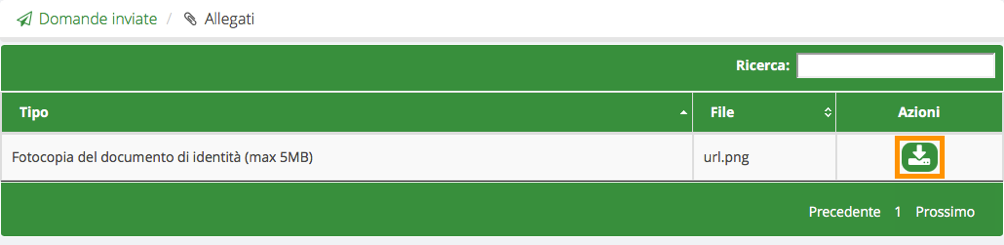 Domande inviate / Allegati
Ricerca:
Tipo File Azioni
Fotocopia del documento di identità (max 5MB) url.png
Precedente 1 Prossimo